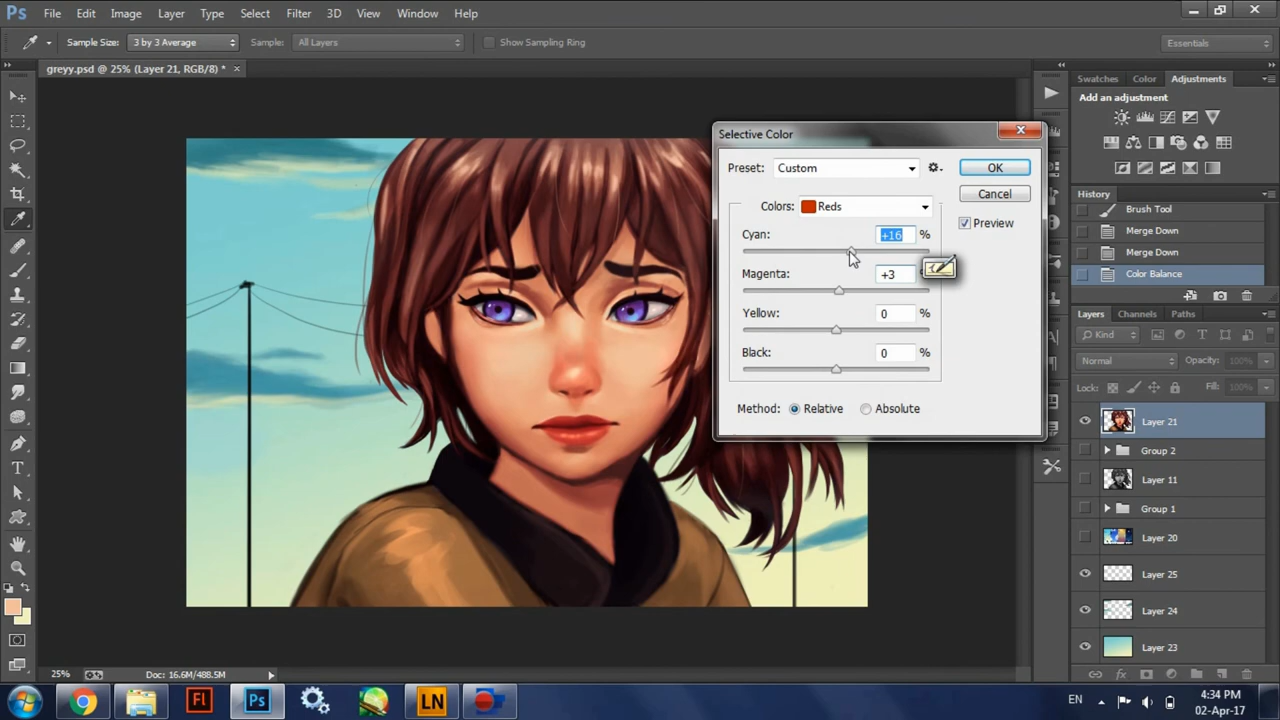 Ps File Edit Image Layer Type Select Filter 3D View Window Help
Sample Size: 3 by 3 Average Sample: All Layers Show Sampling Ring Essentials
greyy.psd @ 25% (Layer 21, RGB/8) * ×
Swatches Color Adjustments
Add an adjustment
History
Brush Tool
Merge Down
Merge Down
Color Balance
Selective Color
Preset: Custom OK
Cancel
Colors: Reds
Preview
Cyan: +16 %
Magenta: +3
Yellow: 0 %
Black: 0 %
Method: Relative Absolute
Layers Channels Paths
Kind
Normal Opacity: 100%
Lock: Fill: 100%
Layer 21
Group 2
Layer 11
Group 1
Layer 20
Layer 25
Layer 24
Layer 23
25% Doc: 16.6M/488.5M
Fl Ps LN
EN 4:34 PM
02-Apr-17